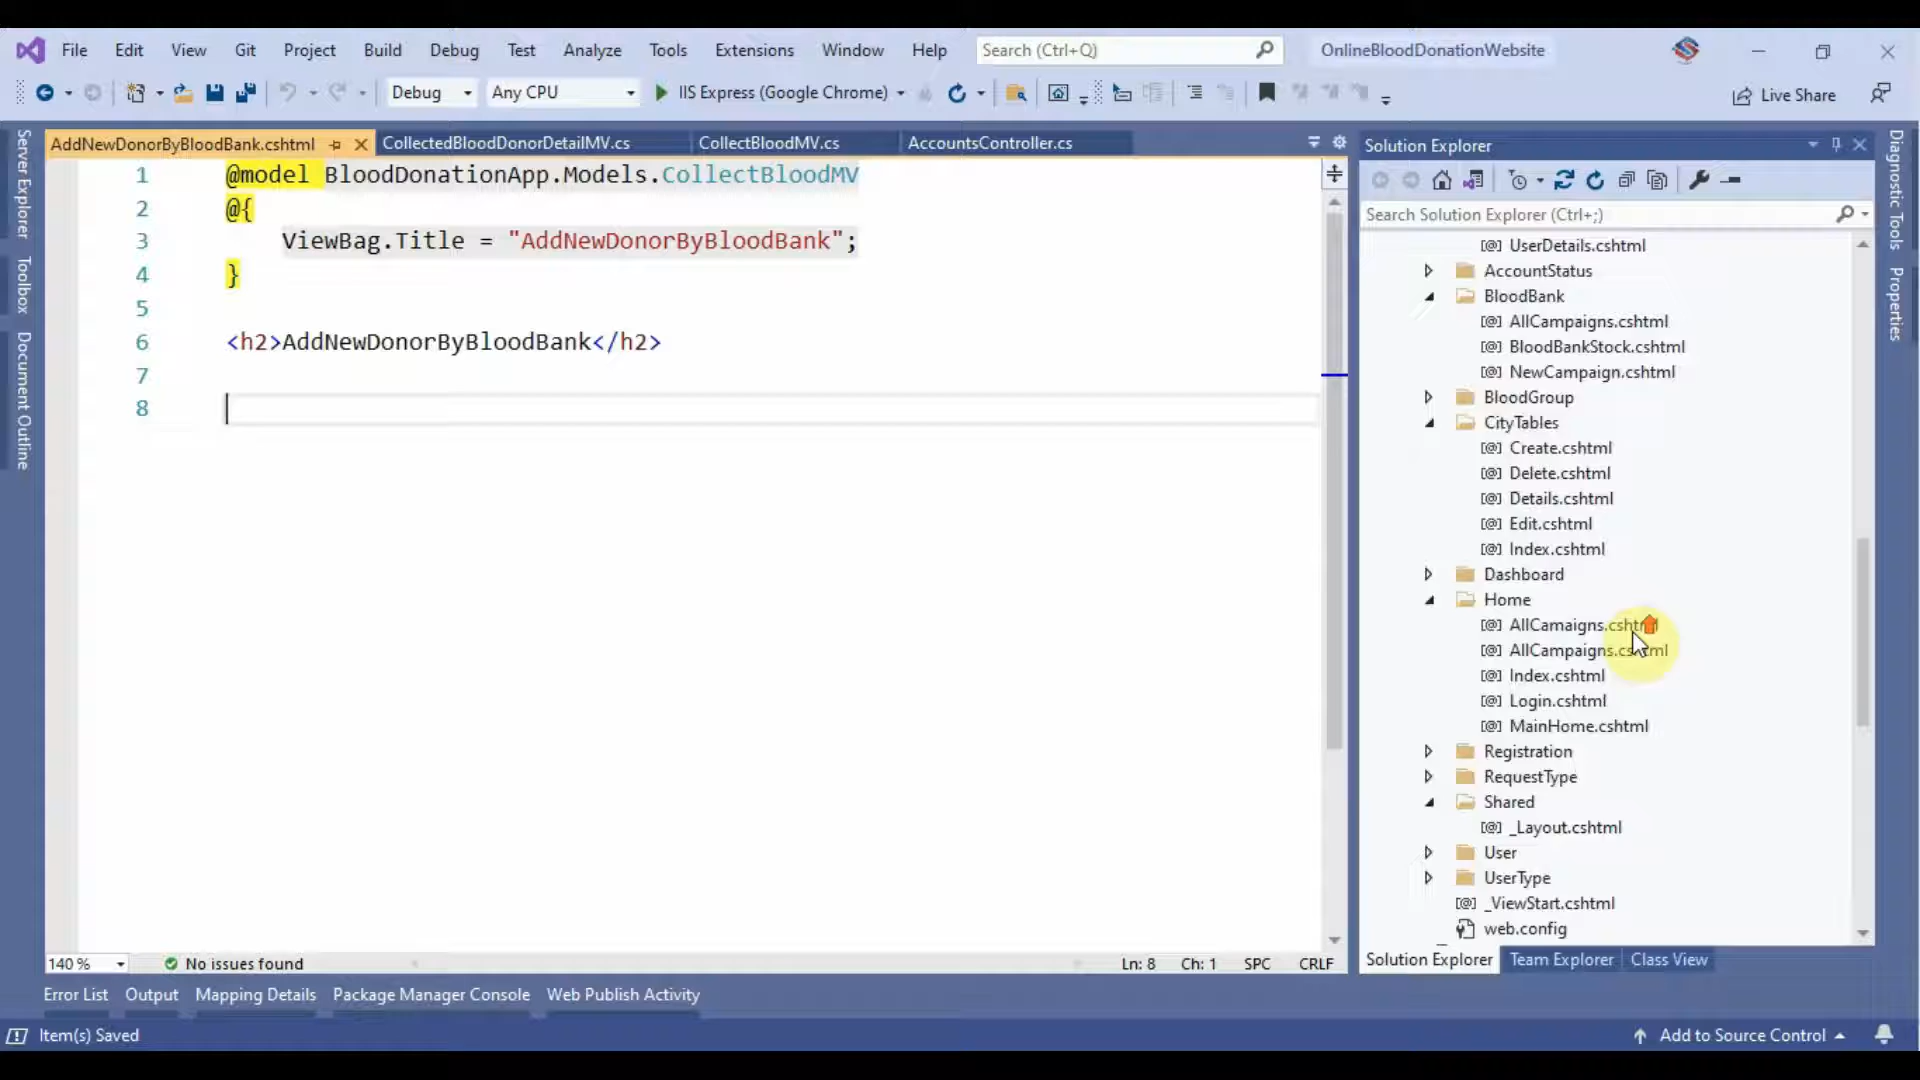 File Edit View Git Project Build Debug Test Analyze Tools Extensions Window Help Search (Ctrl+Q) OnlineBloodDonationWebsite
Debug Any CPU IIS Express (Google Chrome) Live Share
AddNewDonorByBloodBank.cshtml CollectedBloodDonorDetailMV.cs CollectBloodMV.cs AccountsController.cs
Server Explorer
Toolbox
Document Outline
1 @model BloodDonationApp.Models.CollectBloodMV
2 @{
3 ViewBag.Title = "AddNewDonorByBloodBank";
4 }
5
6 <h2>AddNewDonorByBloodBank</h2>
7
8
140 % No issues found Ln: 8 Ch: 1 SPC CRLF
Solution Explorer
Search Solution Explorer (Ctrl+;)
UserDetails.cshtml
AccountStatus
BloodBank
AllCampaigns.cshtml
BloodBankStock.cshtml
NewCampaign.cshtml
BloodGroup
CityTables
Create.cshtml
Delete.cshtml
Details.cshtml
Edit.cshtml
Index.cshtml
Dashboard
Home
AllCamaigns.cshtml
AllCampaigns.cshtml
Index.cshtml
Login.cshtml
MainHome.cshtml
Registration
RequestType
Shared
_Layout.cshtml
User
UserType
_ViewStart.cshtml
web.config
Solution Explorer Team Explorer Class View
Diagnostic Tools
Properties
Error List Output Mapping Details Package Manager Console Web Publish Activity
Item(s) Saved Add to Source Control